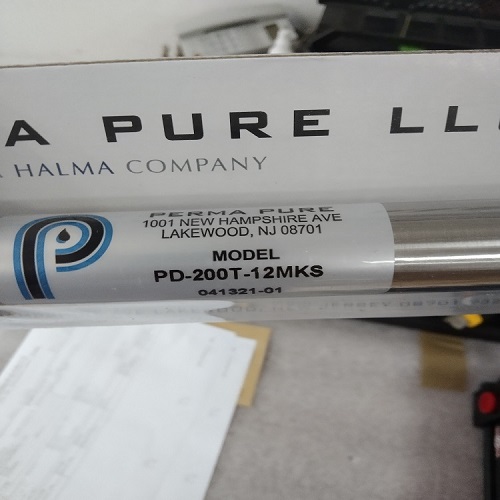 A PURE LL
A HALMA COMPANY
PERMA PURE
1001 NEW HAMPSHIRE AVE
LAKEWOOD, NJ 08701
MODEL
PD-200T-12MKS
041321-01